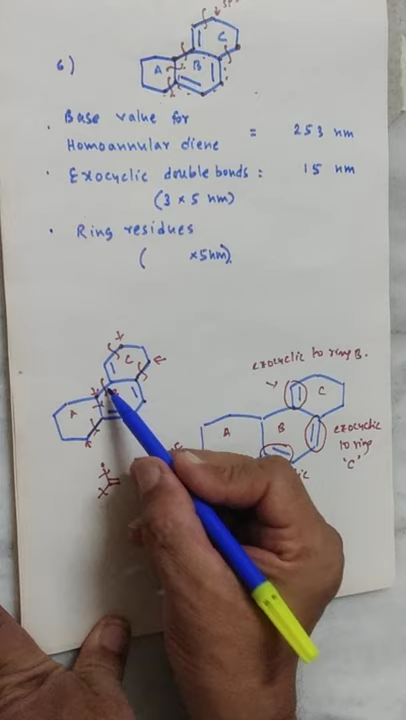 6)
A
B
C
• Base value for
Homoannular diene = 253 nm
• Exocyclic double bonds : 15 nm
(3 x 5 nm)
• Ring residues
( x5nm)
C
A
exocyclic to ring B.
A
B
C
exocyclic
to ring
'C'